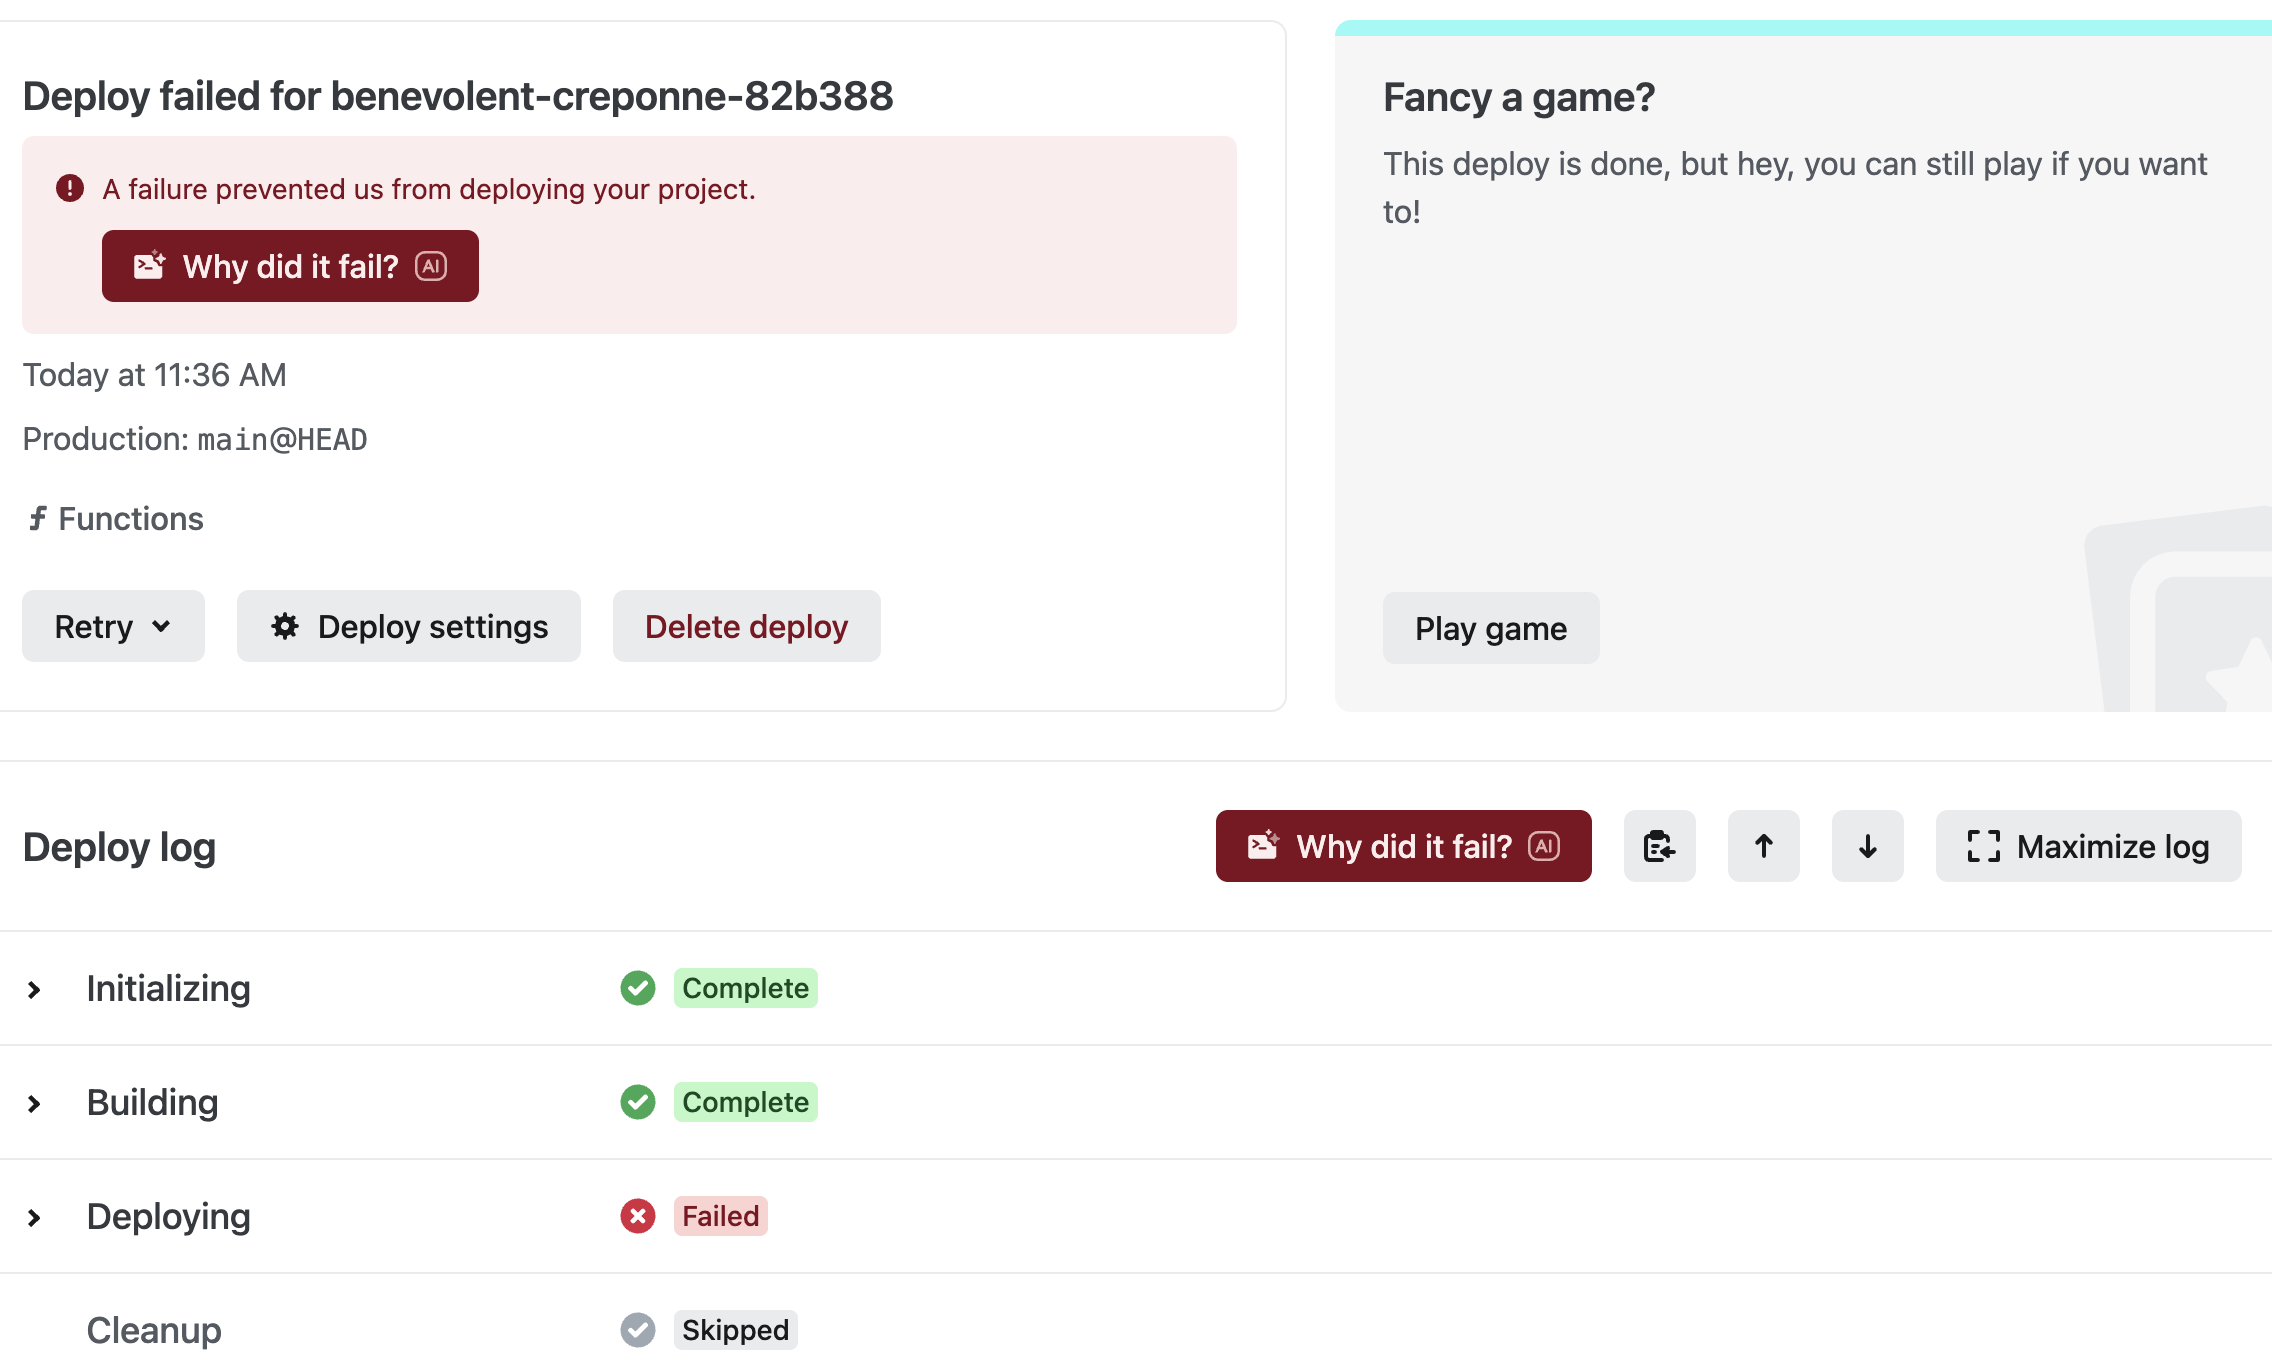 Deploy failed for benevolent-creponne-82b388
A failure prevented us from deploying your project.
Why did it fail? AI
Today at 11:36 AM
Production: main@HEAD
Functions
Retry
Deploy settings
Delete deploy
Fancy a game?
This deploy is done, but hey, you can still play if you want
to!
Play game
Deploy log
Why did it fail? AI
Maximize log
Initializing
Complete
Building
Complete
Deploying
Failed
Cleanup
Skipped